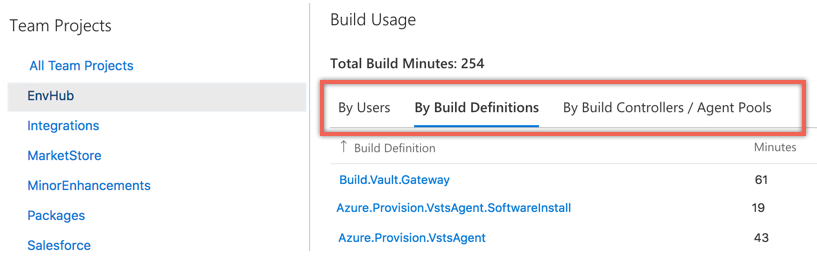 Team Projects
All Team Projects
EnvHub
Integrations
MarketStore
MinorEnhancements
Packages
Salesforce
Build Usage
Total Build Minutes: 254
By Users By Build Definitions By Build Controllers / Agent Pools
↑ Build Definition Minutes
Build.Vault.Gateway 61
Azure.Provision.VstsAgent.SoftwareInstall 19
Azure.Provision.VstsAgent 43